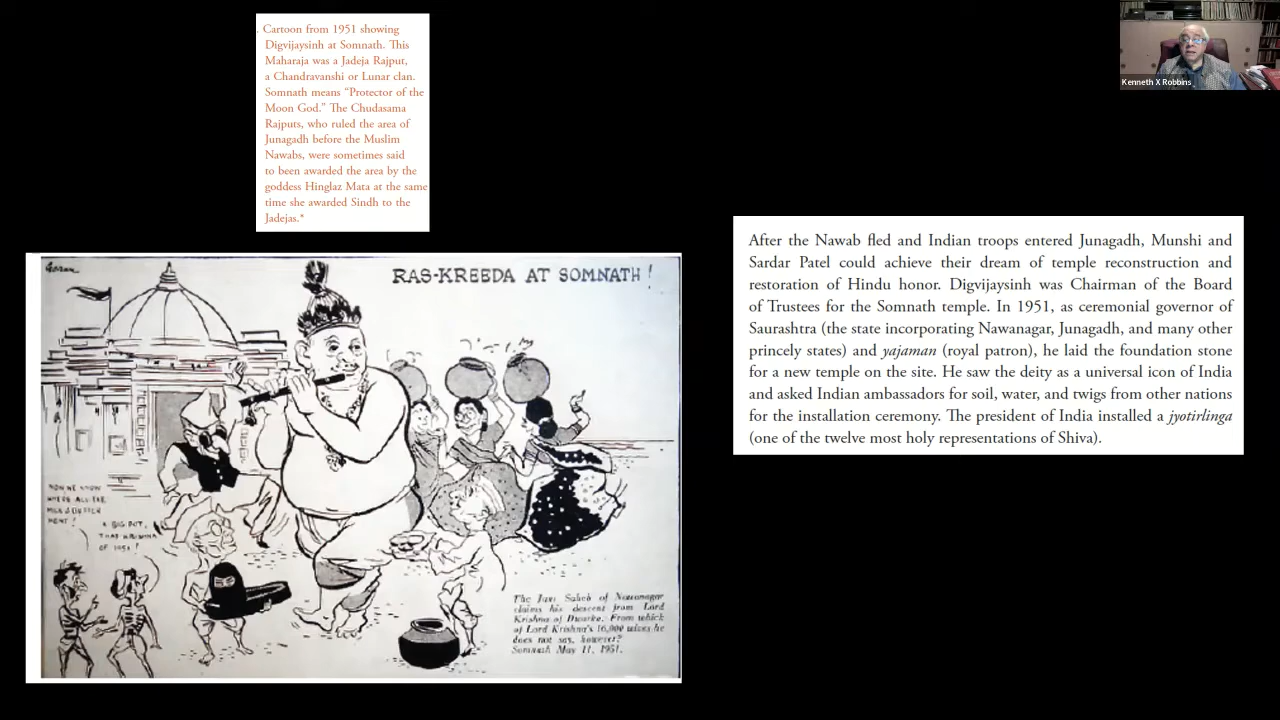 . Cartoon from 1951 showing
Digvijaysinh at Somnath. This
Maharaja was a Jadeja Rajput,
a Chandravanshi or Lunar clan.
Somnath means “Protector of the
Moon God.” The Chudasama
Rajputs, who ruled the area of
Junagadh before the Muslim
Nawabs, were sometimes said
to been awarded the area by the
goddess Hinglaz Mata at the same
time she awarded Sindh to the
Jadejas.*
Kenneth X Robbins
RAS-KREEDA AT SOMNATH!
NOW WE KNOW
WHERE ALL THE
MILK & BUTTER
WENT!
A BIG POT,
THAT KRISHNA
OF 1951!
The Jam Saheb of Nawanagar
claims his descent from Lord
Krishna of Dwarka. From which
of Lord Krishna's 16,000 wives he
does not say, however?
Somnath May 11, 1951.
After the Nawab fled and Indian troops entered Junagadh, Munshi and
Sardar Patel could achieve their dream of temple reconstruction and
restoration of Hindu honor. Digvijaysinh was Chairman of the Board
of Trustees for the Somnath temple. In 1951, as ceremonial governor of
Saurashtra (the state incorporating Nawanagar, Junagadh, and many other
princely states) and yajaman (royal patron), he laid the foundation stone
for a new temple on the site. He saw the deity as a universal icon of India
and asked Indian ambassadors for soil, water, and twigs from other nations
for the installation ceremony. The president of India installed a jyotirlinga
(one of the twelve most holy representations of Shiva).